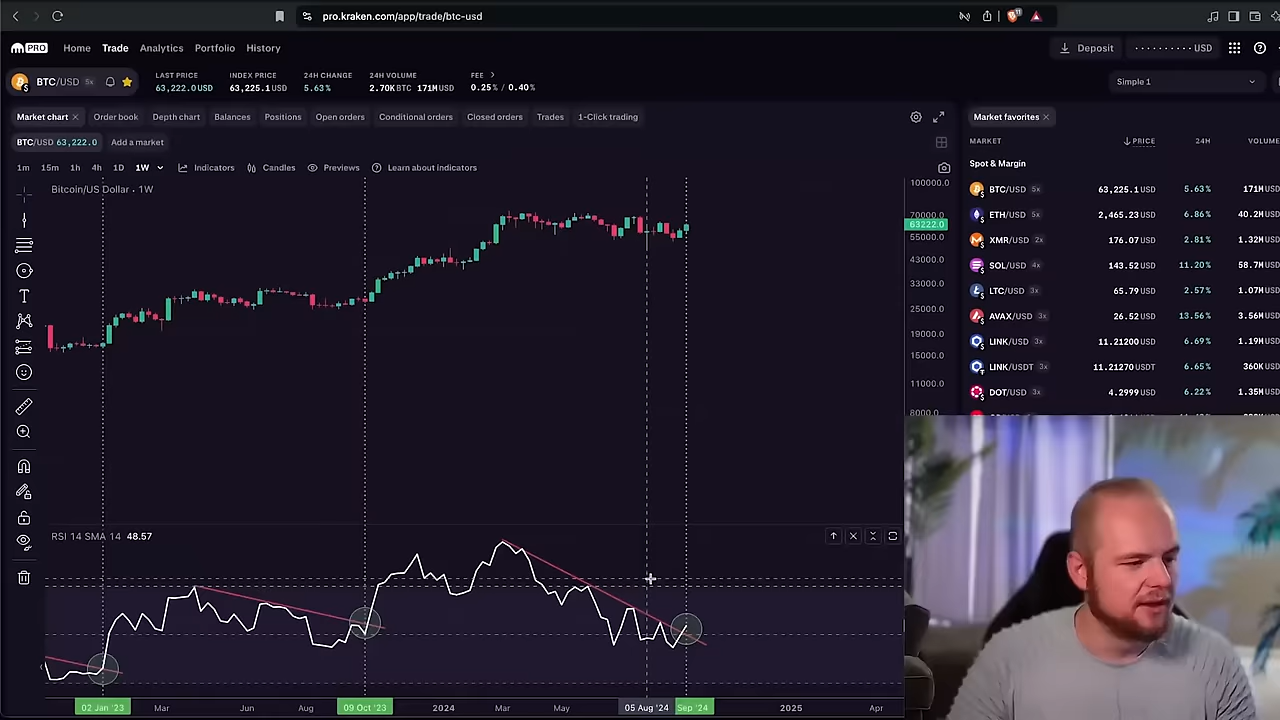 pro.kraken.com/app/trade/btc-usd
PRO Home Trade Analytics Portfolio History Deposit ·········· USD
BTC/USD 5x LAST PRICE INDEX PRICE 24H CHANGE 24H VOLUME FEE Simple 1
63,222.0 USD 63,225.1 USD 5.63% 2.70K BTC 171M USD 0.25% / 0.40%
Market chart Order book Depth chart Balances Positions Open orders Conditional orders Closed orders Trades 1-Click trading Market favorites
BTC/USD 63,222.0 Add a market MARKET PRICE 24H VOLUME
1m 15m 1h 4h 1D 1W Indicators Candles Previews Learn about indicators Spot & Margin
Bitcoin/US Dollar · 1W
100000.0
70000.0
63222.0
55000.0
43000.0
33000.0
25000.0
19000.0
15000.0
11000.0
8000.0
BTC/USD 5x 63,225.1 USD 5.63% 171M USD
ETH/USD 5x 2,465.23 USD 6.86% 40.2M USD
XMR/USD 2x 176.07 USD 2.81% 1.32M USD
SOL/USD 4x 143.52 USD 11.20% 58.7M USD
LTC/USD 3x 65.79 USD 2.57% 1.07M USD
AVAX/USD 3x 26.52 USD 13.56% 3.56M USD
LINK/USD 3x 11.21200 USD 6.69% 1.19M USD
LINK/USDT 3x 11.21270 USDT 6.65% 360K USD
DOT/USD 3x 4.2999 USD 6.22% 1.35M USD
RSI 14 SMA 14 48.57
02 Jan '23 Mar Jun Aug 09 Oct '23 2024 Mar May 05 Aug '24 Sep '24 2025 Apr